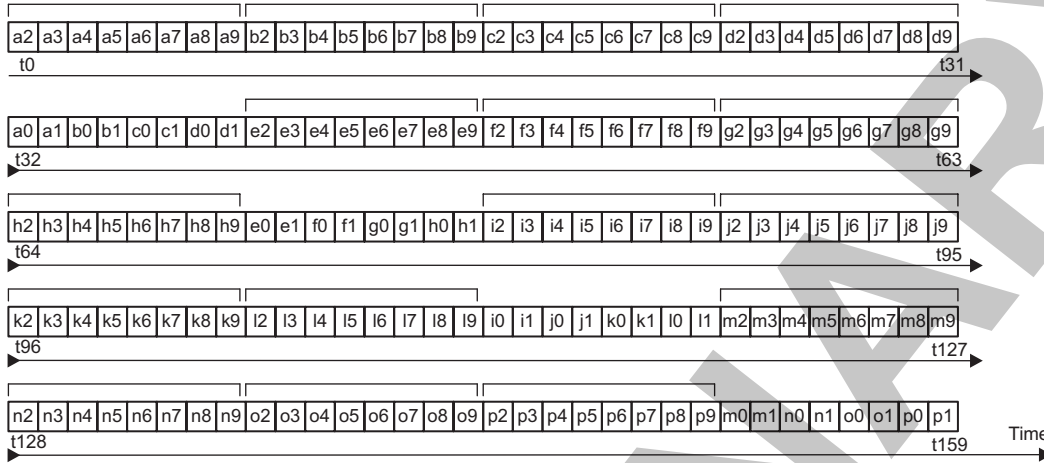 a2 a3 a4 a5 a6 a7 a8 a9 b2 b3 b4 b5 b6 b7 b8 b9 c2 c3 c4 c5 c6 c7 c8 c9 d2 d3 d4 d5 d6 d7 d8 d9
t0 t31
a0 a1 b0 b1 c0 c1 d0 d1 e2 e3 e4 e5 e6 e7 e8 e9 f2 f3 f4 f5 f6 f7 f8 f9 g2 g3 g4 g5 g6 g7 g8 g9
t32 t63
h2 h3 h4 h5 h6 h7 h8 h9 e0 e1 f0 f1 g0 g1 h0 h1 i2 i3 i4 i5 i6 i7 i8 i9 j2 j3 j4 j5 j6 j7 j8 j9
t64 t95
k2 k3 k4 k5 k6 k7 k8 k9 l2 l3 l4 l5 l6 l7 l8 l9 i0 i1 j0 j1 k0 k1 l0 l1 m2 m3 m4 m5 m6 m7 m8 m9
t96 t127
n2 n3 n4 n5 n6 n7 n8 n9 o2 o3 o4 o5 o6 o7 o8 o9 p2 p3 p4 p5 p6 p7 p8 p9 m0 m1 n0 n1 o0 o1 p0 p1
t128 t159 Time